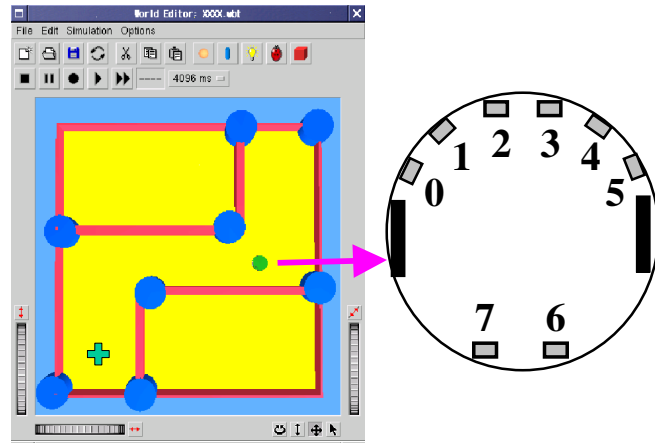 World Editor: XXXX.wbt
File Edit Simulation Options
---- 4096 ms
2 3
1 4
0 5
7 6